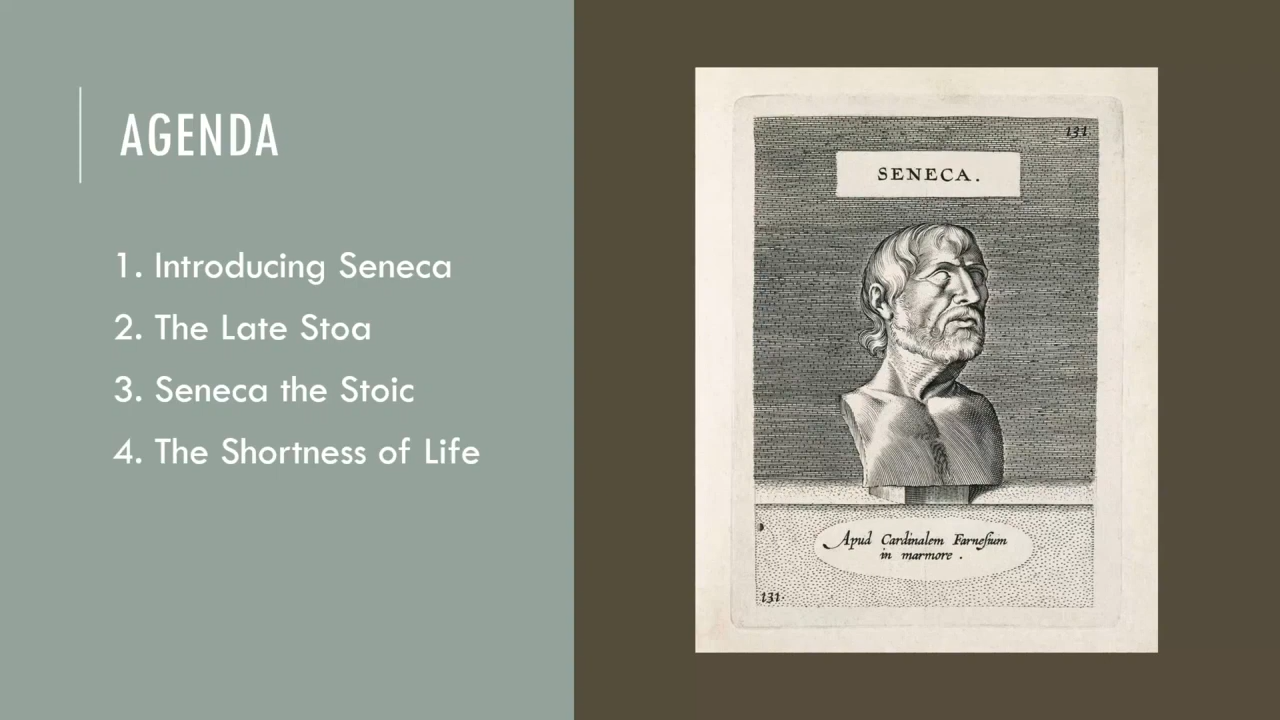 AGENDA
1. Introducing Seneca
2. The Late Stoa
3. Seneca the Stoic
4. The Shortness of Life
131.
SENECA.
Apud Cardinalem Farnesium
in marmore .
131.